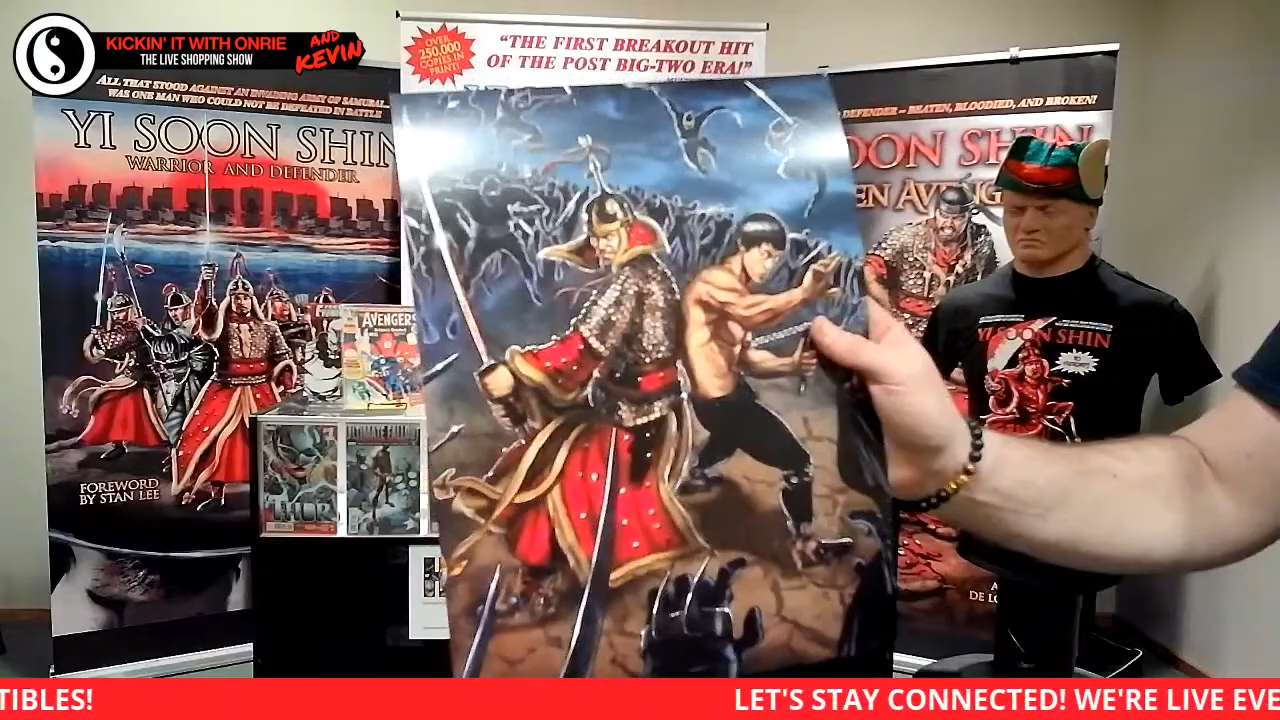 KICKIN' IT WITH ONRIE
AND
KEVIN
THE LIVE SHOPPING SHOW
OVER
250,000
COPIES IN
PRINT!
"THE FIRST BREAKOUT HIT
OF THE POST BIG-TWO ERA!"
ALL THAT STOOD AGAINST AN INVADING ARMY OF SAMURAI...
WAS ONE MAN WHO COULD NOT BE DEFEATED IN BATTLE
YI SOON SHIN
WARRIOR AND DEFENDER
FOREWORD
BY STAN LEE
AVENGERS
THOR
DEFENDER – BEATEN, BLOODIED, AND BROKEN!
OON SHIN
EN AVENG
YI SOON SHIN
TIBLES!
LET'S STAY CONNECTED! WE'RE LIVE EVE